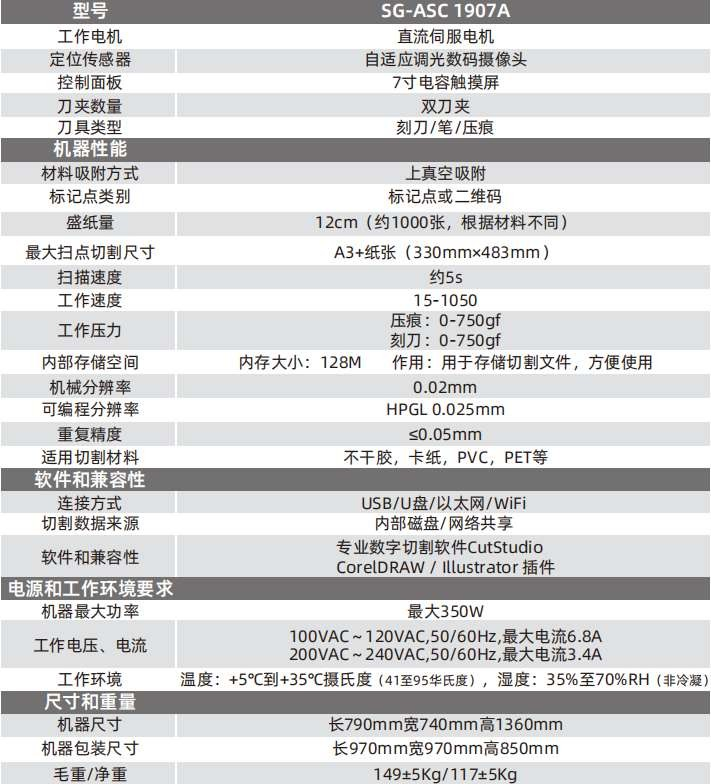 型号 SG-ASC 1907A
工作电机 直流伺服电机
定位传感器 自适应调光数码摄像头
控制面板 7寸电容触摸屏
刀夹数量 双刀夹
刀具类型 刻刀/笔/压痕
机器性能
材料吸附方式 上真空吸附
标记点类别 标记点或二维码
盛纸量 12cm（约1000张，根据材料不同）
最大扫点切割尺寸 A3+纸张（330mm×483mm）
扫描速度 约5s
工作速度 15-1050
工作压力 压痕：0-750gf
刻刀：0-750gf
内部存储空间 内存大小：128M 作用：用于存储切割文件，方便使用
机械分辨率 0.02mm
可编程分辨率 HPGL 0.025mm
重复精度 ≤0.05mm
适用切割材料 不干胶，卡纸，PVC，PET等
软件和兼容性
连接方式 USB/U盘/以太网/WiFi
切割数据来源 内部磁盘/网络共享
软件和兼容性 专业数字切割软件CutStudio
CorelDRAW / Illustrator 插件
电源和工作环境要求
机器最大功率 最大350W
工作电压、电流 100VAC~120VAC,50/60Hz,最大电流6.8A
200VAC~240VAC,50/60Hz,最大电流3.4A
工作环境 温度：+5℃到+35℃摄氏度（41至95华氏度），湿度：35%至70%RH（非冷凝）
尺寸和重量
机器尺寸 长790mm宽740mm高1360mm
机器包装尺寸 长970mm宽970mm高850mm
毛重/净重 149±5Kg/117±5Kg